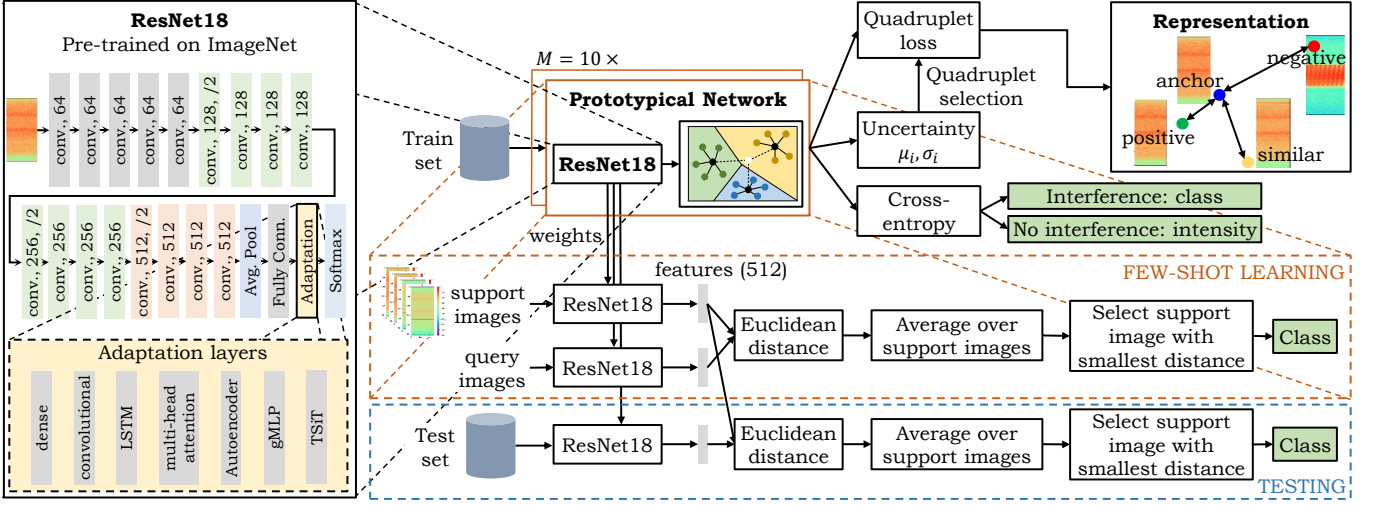 ResNet18
Pre-trained on ImageNet
conv., 64
conv., 64
conv., 64
conv., 64
conv., 64
conv., 128, /2
conv., 128
conv., 128
conv., 128
conv., 256, /2
conv., 256
conv., 256
conv., 256
conv., 512, /2
conv., 512
conv., 512
conv., 512
Avg. Pool
Fully Conn.
Adaptation
Softmax
Adaptation layers
dense
convolutional
LSTM
multi-head
attention
Autoencoder
gMLP
TSiT
M = 10 ×
Prototypical Network
Train
set
ResNet18
weights
Quadruplet
loss
Quadruplet
selection
Uncertainty
μᵢ, σᵢ
Cross-
entropy
Interference: class
No interference: intensity
Representation
negative
anchor
positive
similar
FEW-SHOT LEARNING
features (512)
support
images
ResNet18
query
images
ResNet18
Euclidean
distance
Average over
support images
Select support
image with
smallest distance
Class
Test
set
ResNet18
Euclidean
distance
Average over
support images
Select support
image with
smallest distance
Class
TESTING